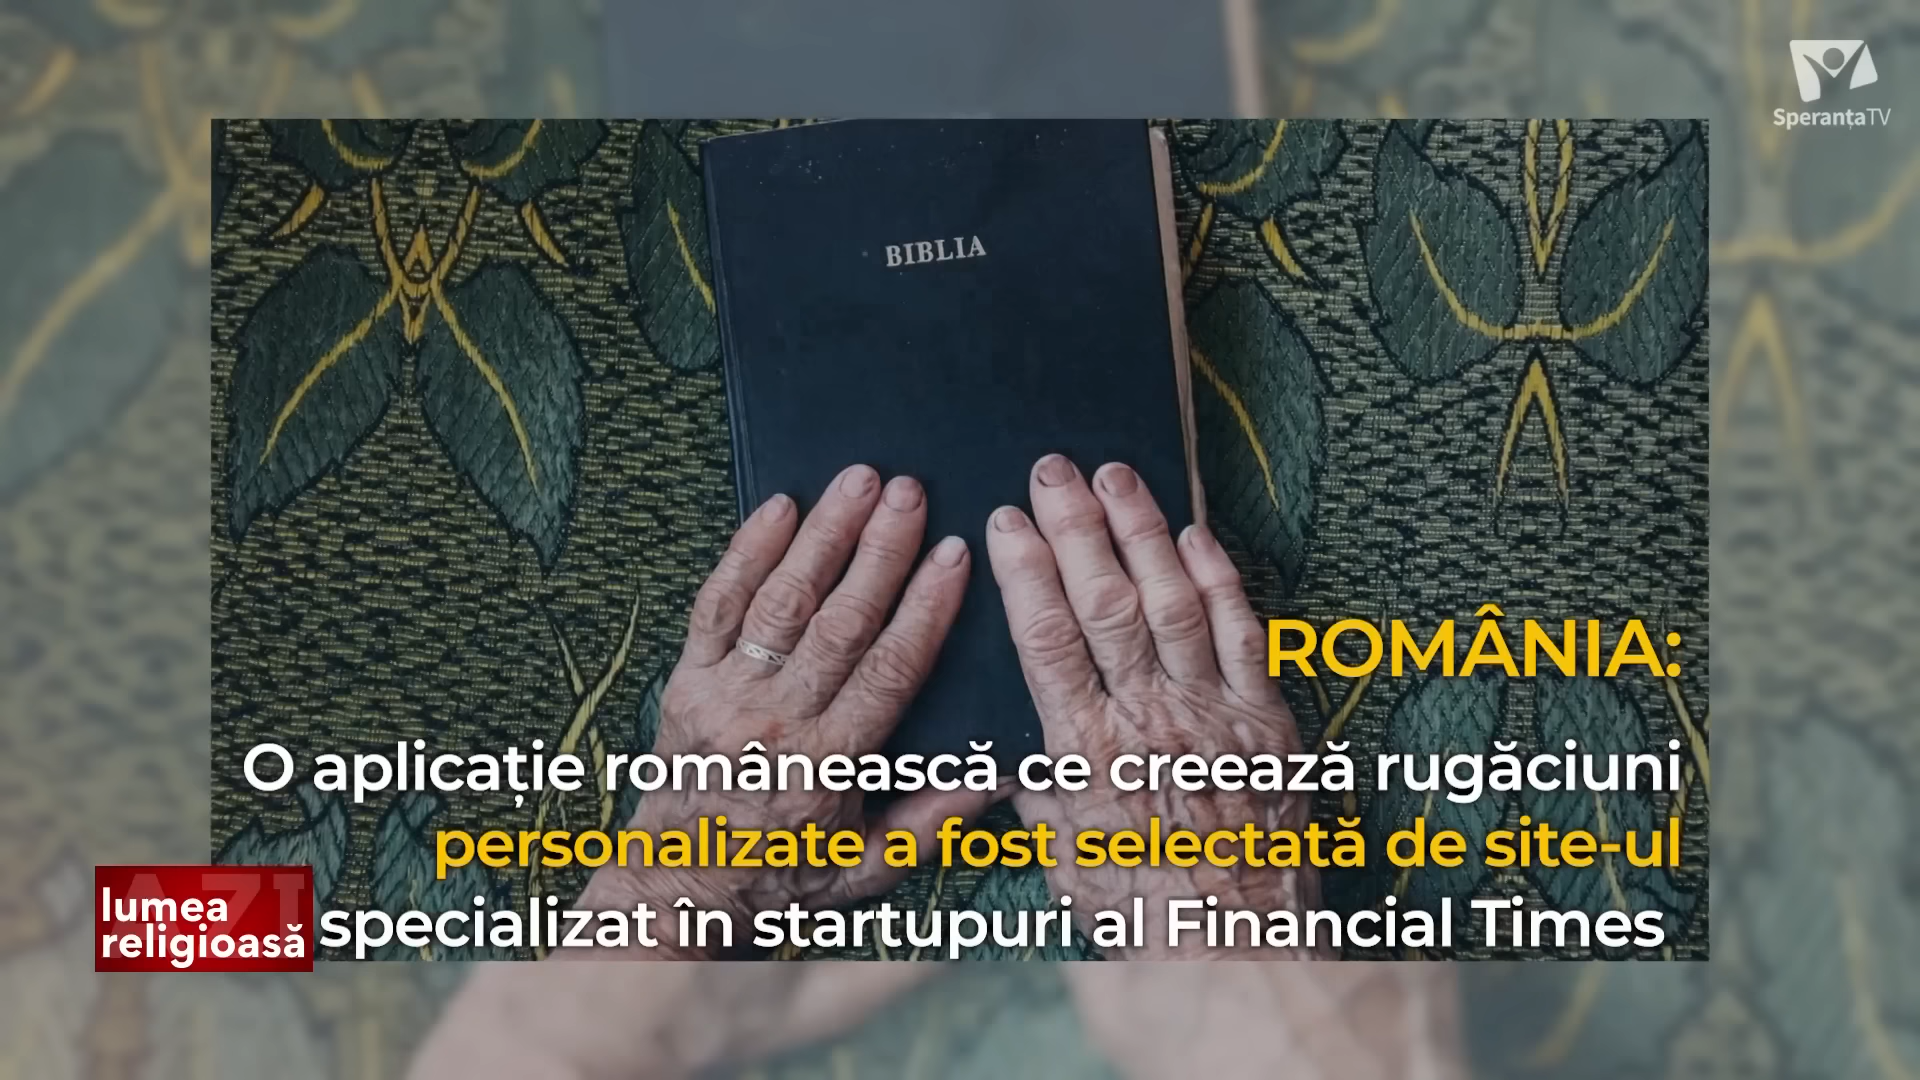 SperanțaTV
BIBLIA
ROMÂNIA:
O aplicație românească ce creează rugăciuni
personalizate a fost selectată de site-ul
specializat în startupuri al Financial Times
AZI
lumea
religioasă